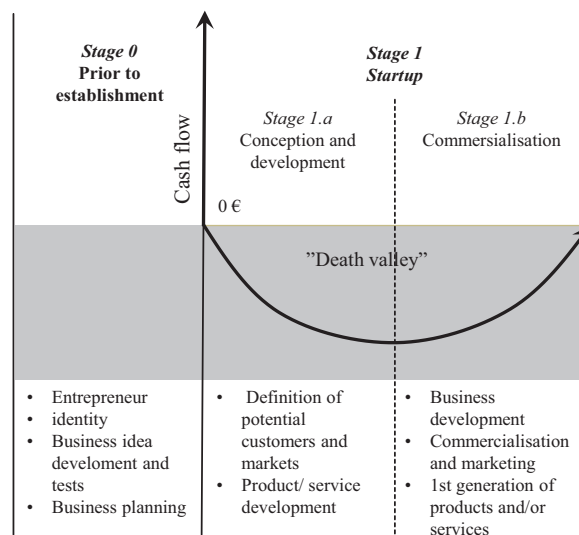 Stage 0
Prior to
establishment
Stage 1
Startup
Stage 1.a
Conception and
development
Stage 1.b
Commersialisation
Cash flow
0 €
”Death valley”
• Entrepreneur
• identity
• Business idea
develoment and
tests
• Business planning
• Definition of
potential
customers and
markets
• Product/ service
development
• Business
development
• Commercialisation
and marketing
• 1st generation of
products and/or
services